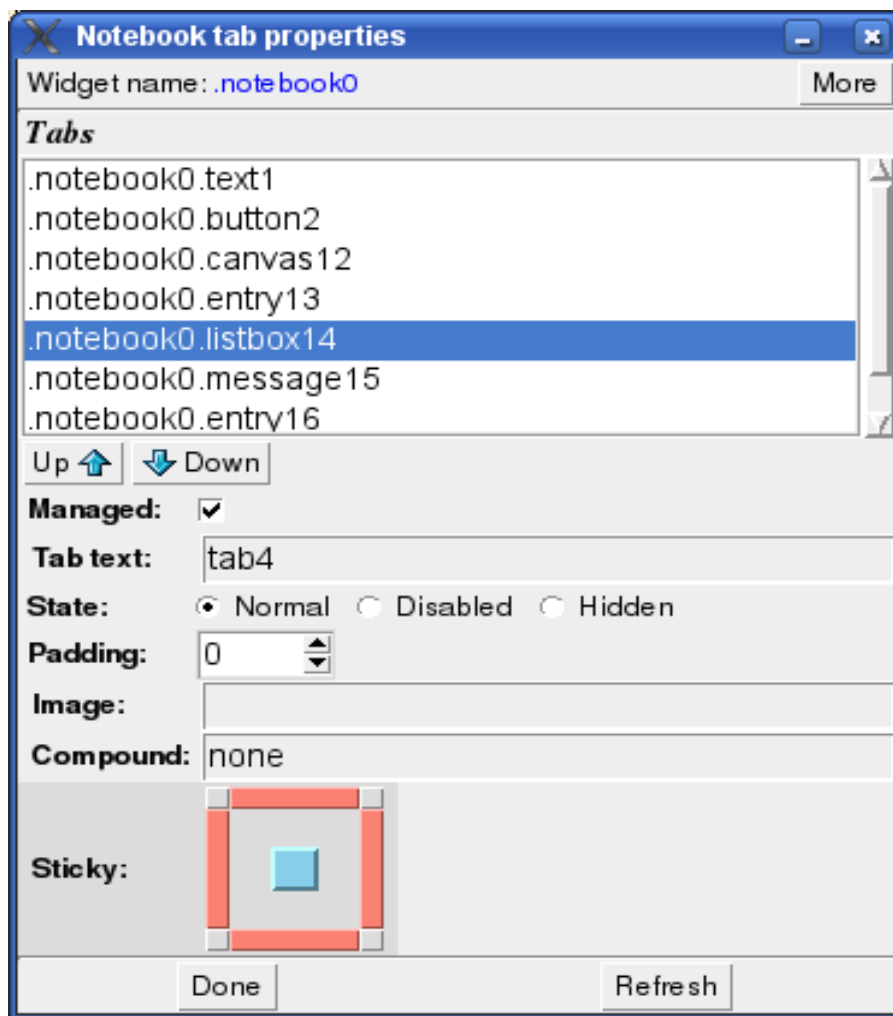 Notebook tab properties
Widget name: .notebook0 More
Tabs
.notebook0.text1
.notebook0.button2
.notebook0.canvas12
.notebook0.entry13
.notebook0.listbox14
.notebook0.message15
.notebook0.entry16
Up Down
Managed:
Tab text: tab4
State: Normal Disabled Hidden
Padding: 0
Image:
Compound: none
Sticky:
Done Refresh